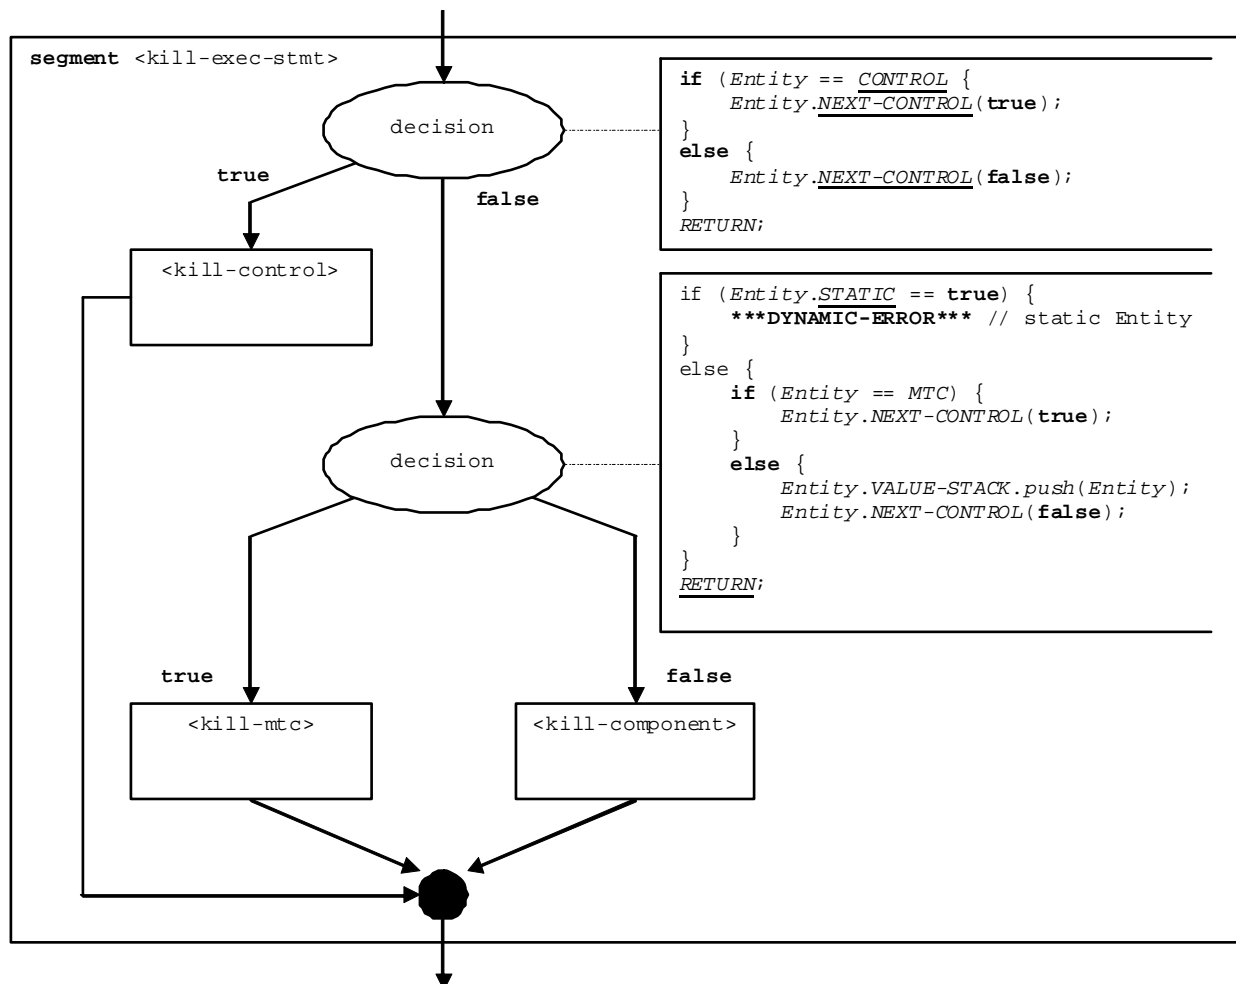 segment <kill-exec-stmt>
decision
if (Entity == CONTROL {
Entity.NEXT-CONTROL(true);
}
else {
Entity.NEXT-CONTROL(false);
}
RETURN;
true
false
<kill-control>
if (Entity.STATIC == true) {
***DYNAMIC-ERROR*** // static Entity
}
else {
if (Entity == MTC) {
Entity.NEXT-CONTROL(true);
}
else {
Entity.VALUE-STACK.push(Entity);
Entity.NEXT-CONTROL(false);
}
}
RETURN;
decision
true
false
<kill-mtc>
<kill-component>